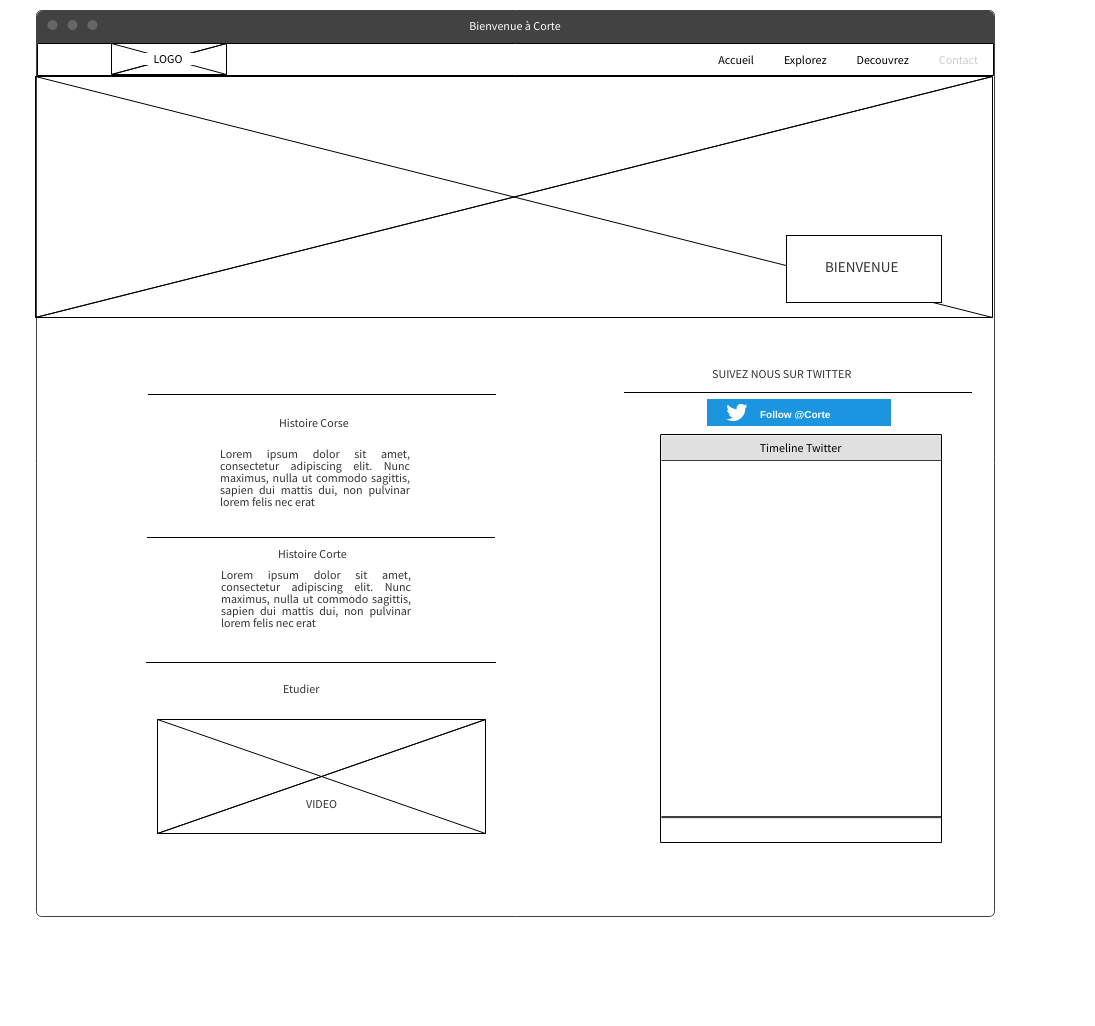 Bienvenue à Corte
LOGO
Accueil
Explorez
Decouvrez
Contact
BIENVENUE
Histoire Corse
Lorem ipsum dolor sit amet,
consectetur adipiscing elit. Nunc
maximus, nulla ut commodo sagittis,
sapien dui mattis dui, non pulvinar
lorem felis nec erat
Histoire Corte
Lorem ipsum dolor sit amet,
consectetur adipiscing elit. Nunc
maximus, nulla ut commodo sagittis,
sapien dui mattis dui, non pulvinar
lorem felis nec erat
Etudier
VIDEO
SUIVEZ NOUS SUR TWITTER
Follow @Corte
Timeline Twitter